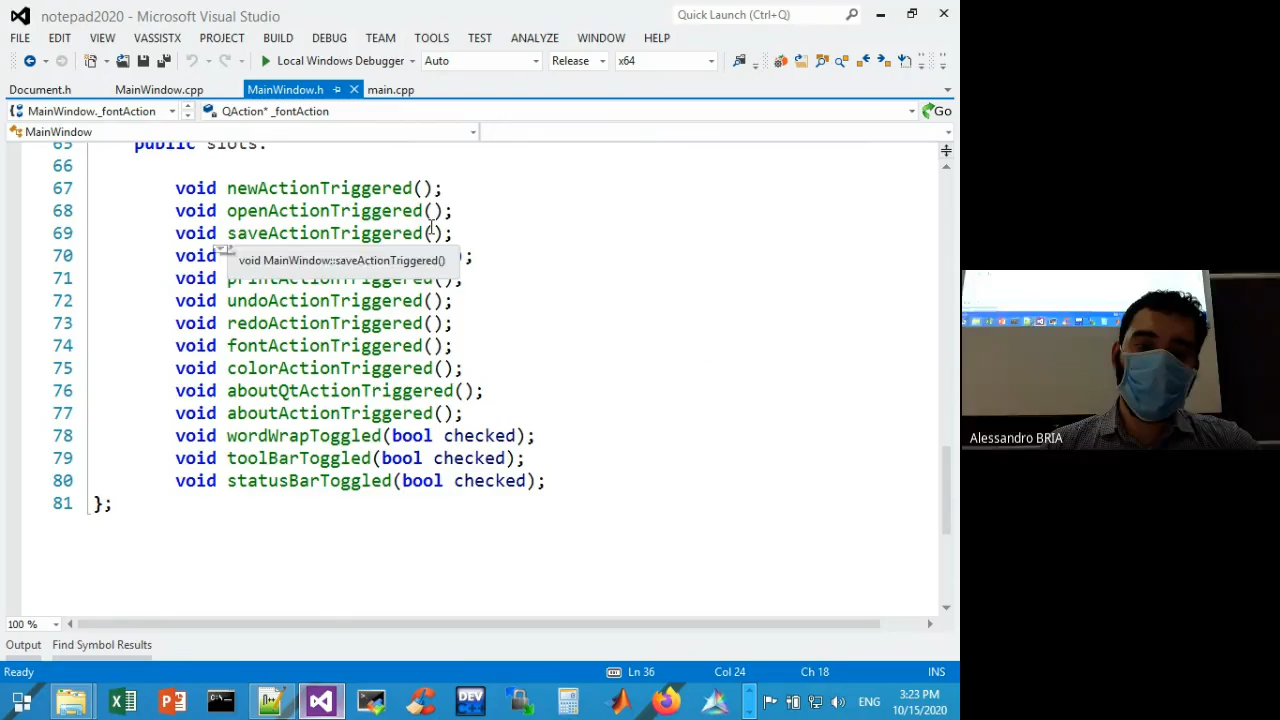 notepad2020 - Microsoft Visual Studio
Quick Launch (Ctrl+Q)
FILE EDIT VIEW VASSISTX PROJECT BUILD DEBUG TEAM TOOLS TEST ANALYZE WINDOW HELP
Local Windows Debugger Auto Release x64
Document.h MainWindow.cpp MainWindow.h main.cpp
MainWindow._fontAction QAction* _fontAction Go
MainWindow
65 public slots:
66
67 void newActionTriggered();
68 void openActionTriggered();
69 void saveActionTriggered();
70 void );
void MainWindow::saveActionTriggered()
71 void printActionTriggered();
72 void undoActionTriggered();
73 void redoActionTriggered();
74 void fontActionTriggered();
75 void colorActionTriggered();
76 void aboutQtActionTriggered();
77 void aboutActionTriggered();
78 void wordWrapToggled(bool checked);
79 void toolBarToggled(bool checked);
80 void statusBarToggled(bool checked);
81 };
Alessandro BRIA
100 %
Output Find Symbol Results
Ready Ln 36 Col 24 Ch 18 INS
DEV
ENG
3:23 PM
10/15/2020